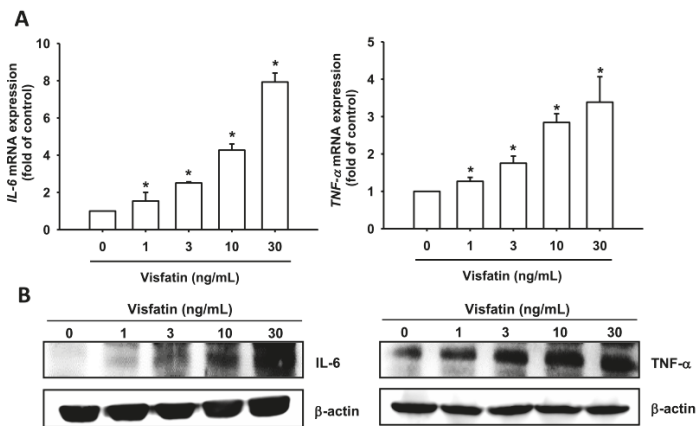 A
IL-6 mRNA expression
(fold of control)
10
8
6
4
2
0
*
*
*
*
0 1 3 10 30
Visfatin (ng/mL)
TNF-α mRNA expression
(fold of control)
5
4
3
2
1
0
*
*
*
*
0 1 3 10 30
Visfatin (ng/mL)
B
Visfatin (ng/mL)
0 1 3 10 30
IL-6
β-actin
Visfatin (ng/mL)
0 1 3 10 30
TNF-α
β-actin